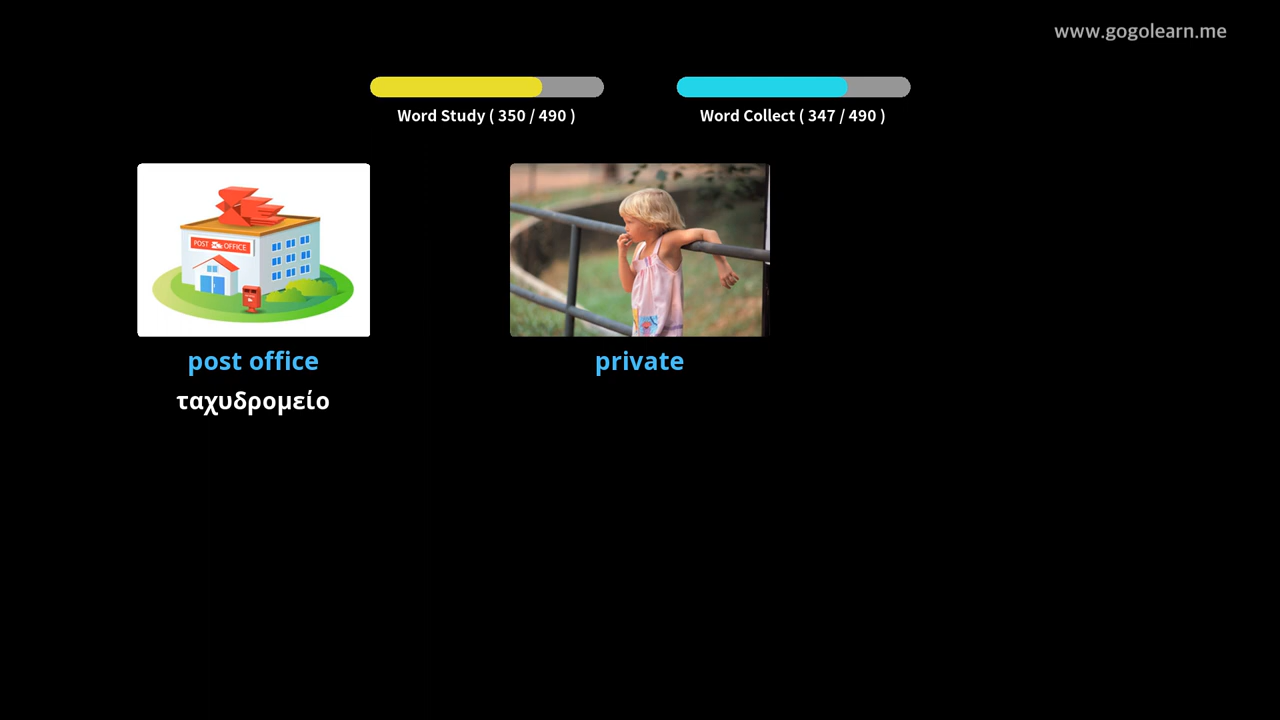 www.gogolearn.me
Word Study ( 350 / 490 )
Word Collect ( 347 / 490 )
POST OFFICE
post office
private
ταχυδρομείο